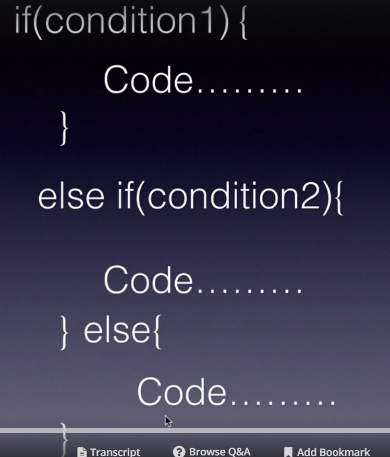 if(condition1) {
Code.........
}
else if(condition2){
Code.........
} else{
Code.........
}
Transcript Browse Q&A Add Bookmark